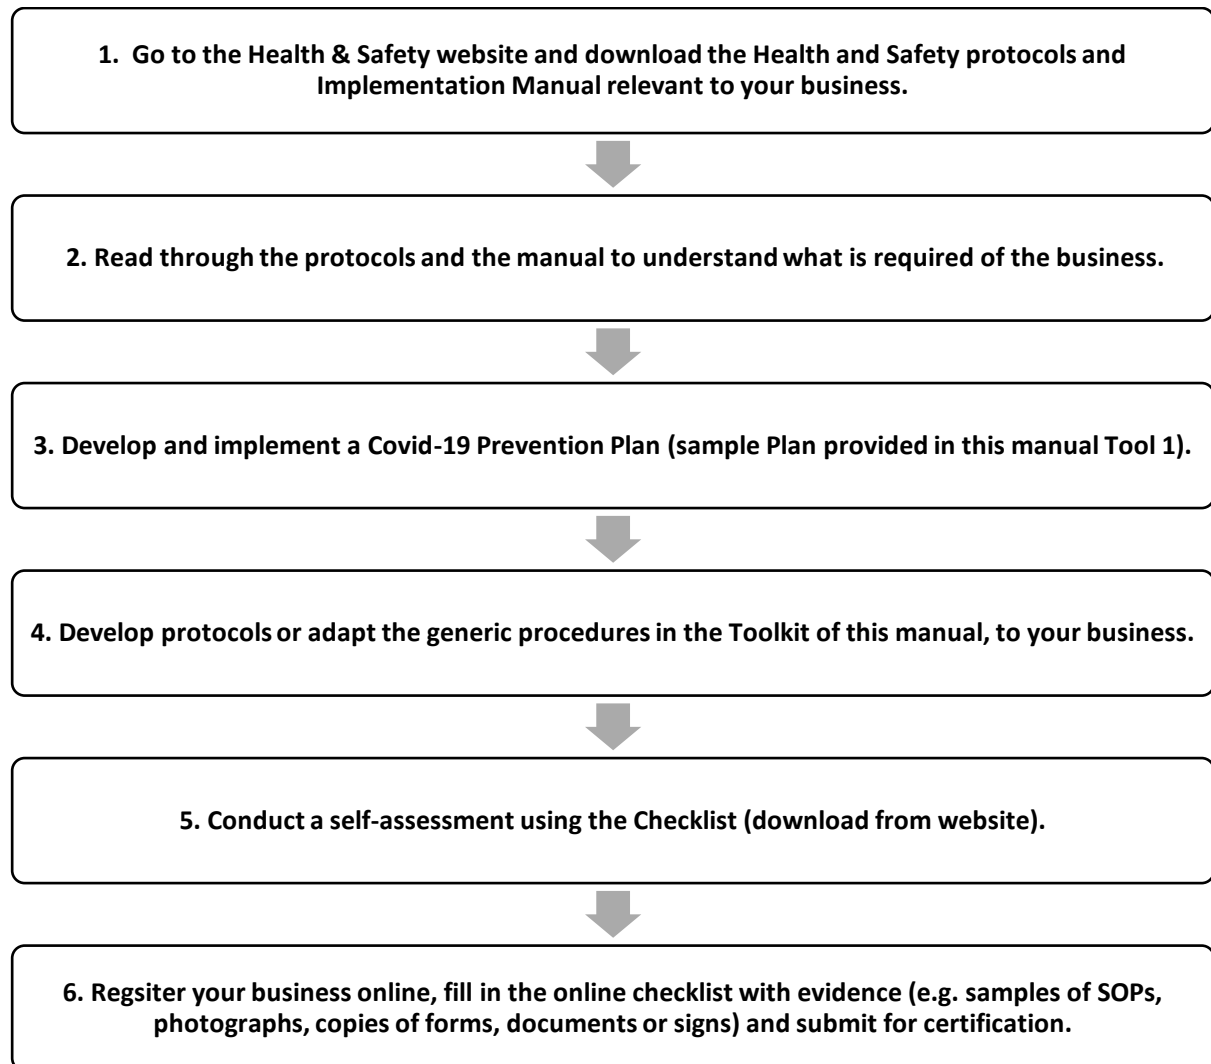 1. Go to the Health & Safety website and download the Health and Safety protocols and
Implementation Manual relevant to your business.
2. Read through the protocols and the manual to understand what is required of the business.
3. Develop and implement a Covid-19 Prevention Plan (sample Plan provided in this manual Tool 1).
4. Develop protocols or adapt the generic procedures in the Toolkit of this manual, to your business.
5. Conduct a self-assessment using the Checklist (download from website).
6. Regsiter your business online, fill in the online checklist with evidence (e.g. samples of SOPs,
photographs, copies of forms, documents or signs) and submit for certification.